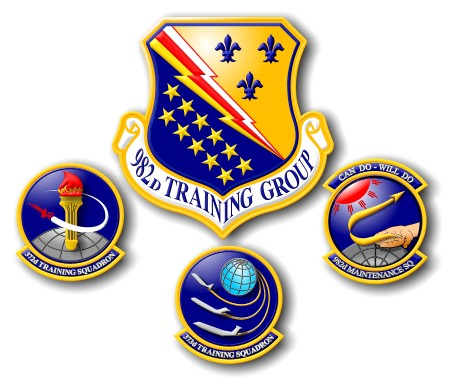 982D TRAINING GROUP
372d TRAINING SQUADRON
CAN DO - WILL DO
982d MAINTENANCE SQ
373d TRAINING SQUADRON